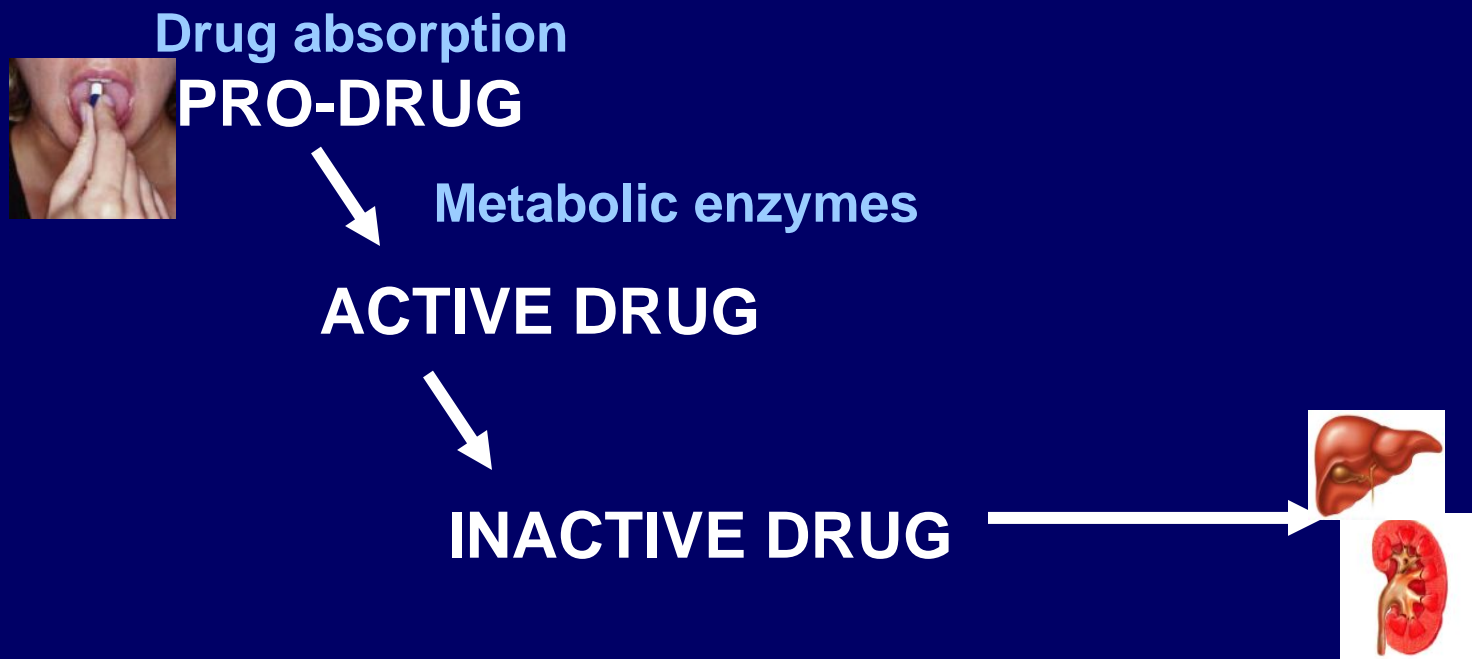 Drug absorption
PRO-DRUG
Metabolic enzymes
ACTIVE DRUG
INACTIVE DRUG